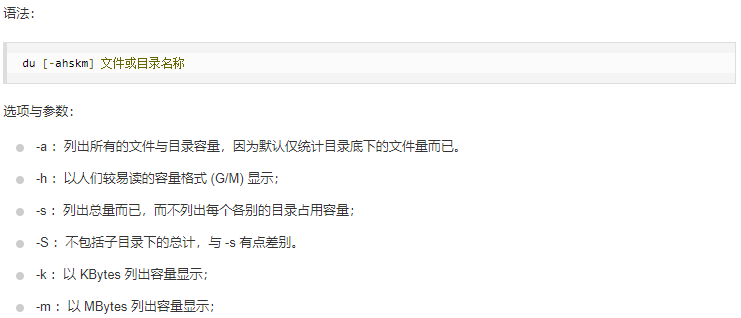 语法：
du [-ahskm] 文件或目录名称
选项与参数：
-a ：列出所有的文件与目录容量，因为默认仅统计目录底下的文件量而已。
-h ：以人们较易读的容量格式 (G/M) 显示；
-s ：列出总量而已，而不列出每个各别的目录占用容量；
-S ：不包括子目录下的总计，与 -s 有点差别。
-k ：以 KBytes 列出容量显示；
-m ：以 MBytes 列出容量显示；